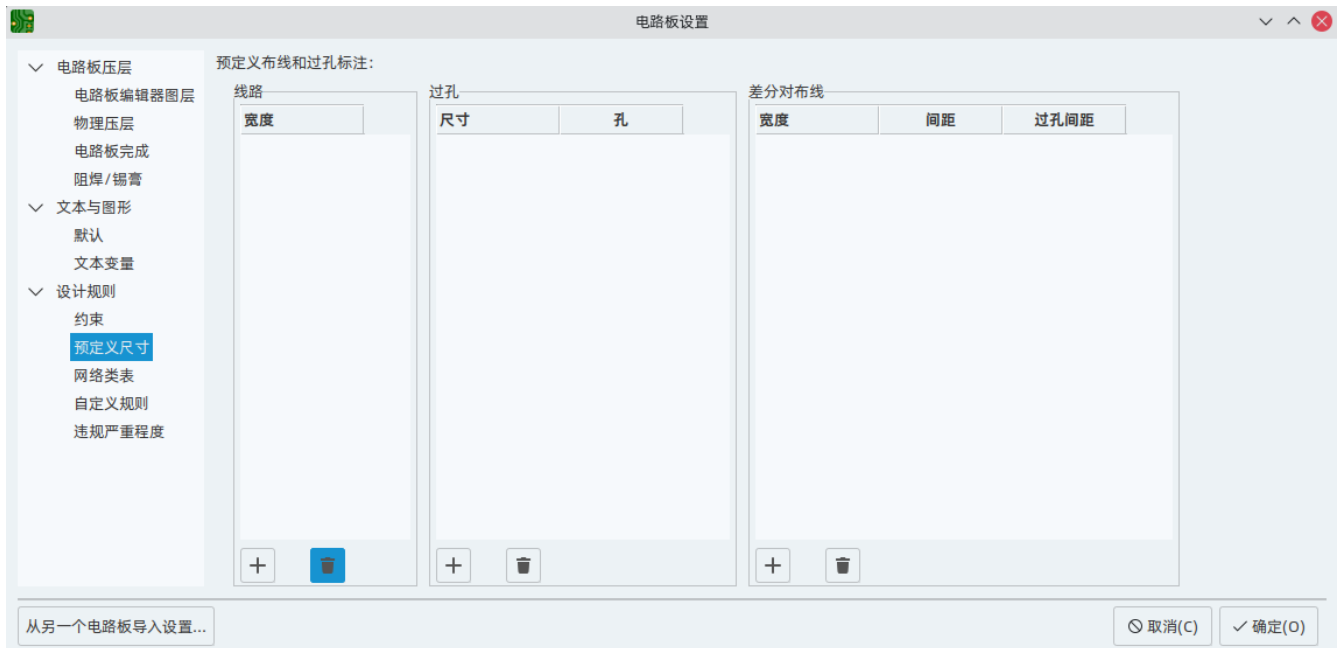 电路板设置
电路板压层
电路板编辑器图层
物理压层
电路板完成
阻焊/锡膏
文本与图形
默认
文本变量
设计规则
约束
预定义尺寸
网络类表
自定义规则
违规严重程度
预定义布线和过孔标注:
线路
宽度
过孔
尺寸 孔
差分对布线
宽度 间距 过孔间距
从另一个电路板导入设置...
取消(C) 确定(O)